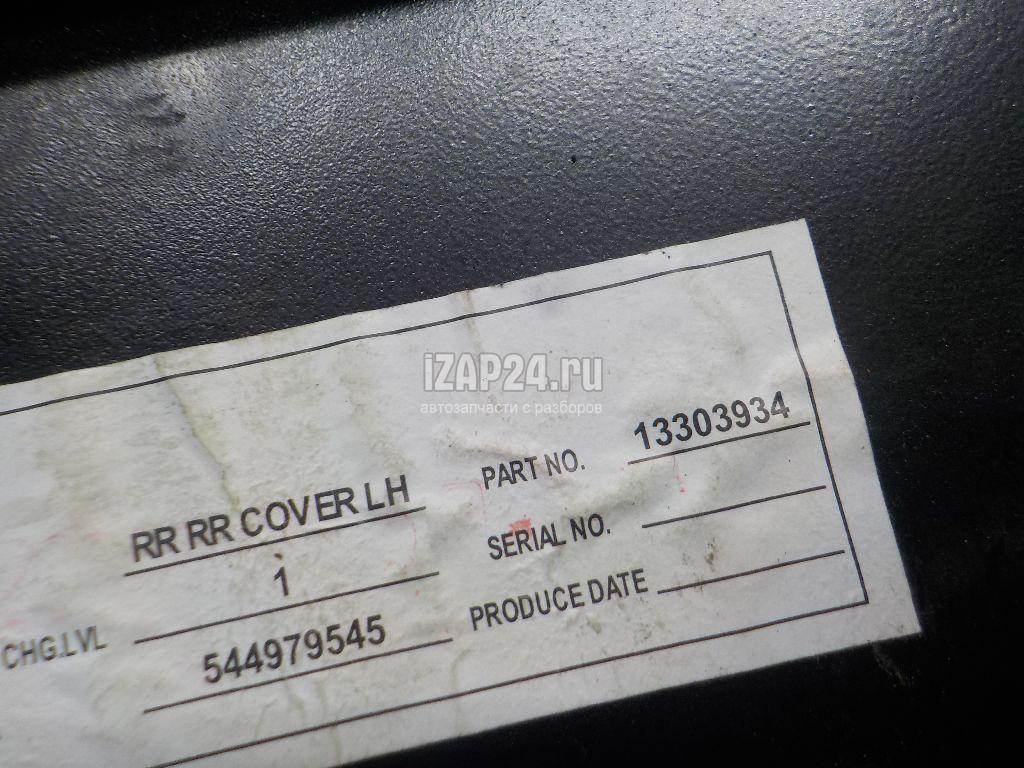 iZAP24.ru
автозапчасти с разборов
RR RR COVER LH
PART NO. 13303934
CHG.LVL 1
SERIAL NO.
544979545
PRODUCE DATE